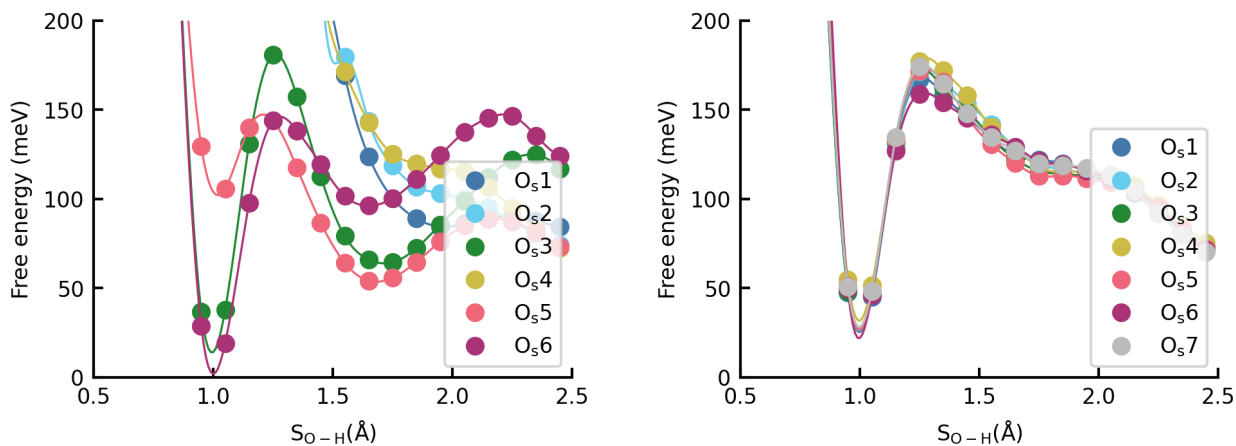 200
150
100
50
0
Free energy (meV)
0.5 1.0 1.5 2.0 2.5
S_O−H(Å)
O_s1
O_s2
O_s3
O_s4
O_s5
O_s6
200
150
100
50
0
Free energy (meV)
0.5 1.0 1.5 2.0 2.5
S_O−H(Å)
O_s1
O_s2
O_s3
O_s4
O_s5
O_s6
O_s7